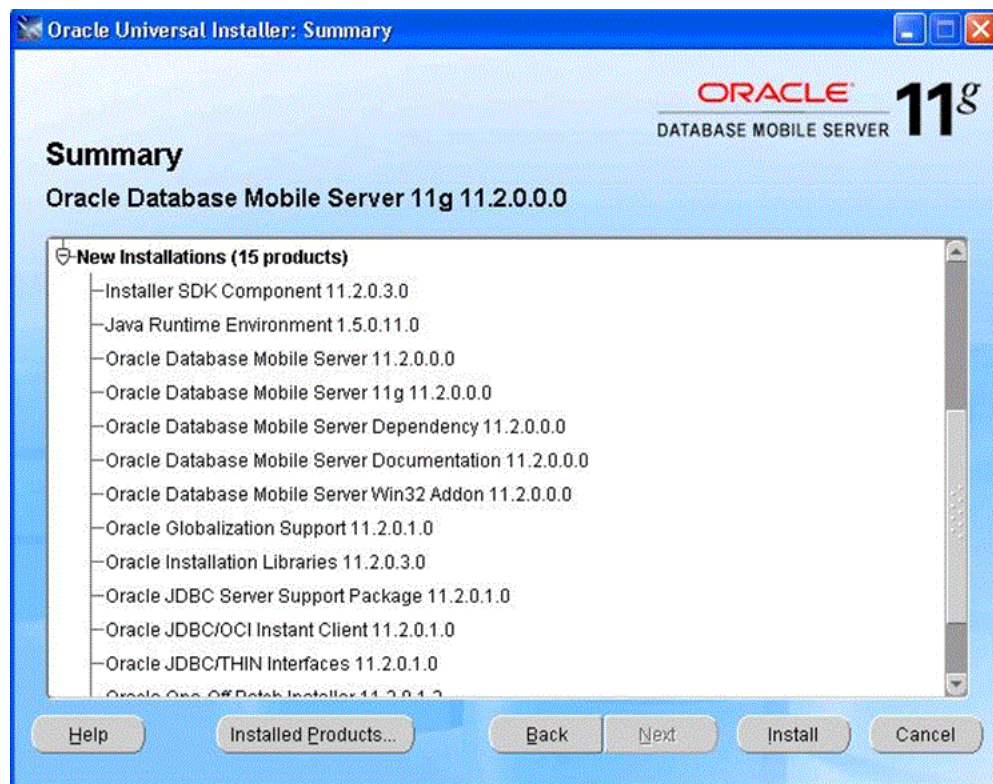 Oracle Universal Installer: Summary
ORACLE 11g
DATABASE MOBILE SERVER
Summary
Oracle Database Mobile Server 11g 11.2.0.0.0
New Installations (15 products)
Installer SDK Component 11.2.0.3.0
Java Runtime Environment 1.5.0.11.0
Oracle Database Mobile Server 11.2.0.0.0
Oracle Database Mobile Server 11g 11.2.0.0.0
Oracle Database Mobile Server Dependency 11.2.0.0.0
Oracle Database Mobile Server Documentation 11.2.0.0.0
Oracle Database Mobile Server Win32 Addon 11.2.0.0.0
Oracle Globalization Support 11.2.0.1.0
Oracle Installation Libraries 11.2.0.3.0
Oracle JDBC Server Support Package 11.2.0.1.0
Oracle JDBC/OCI Instant Client 11.2.0.1.0
Oracle JDBC/THIN Interfaces 11.2.0.1.0
Oracle One-Off Patch Installer
Help Installed Products... Back Next Install Cancel